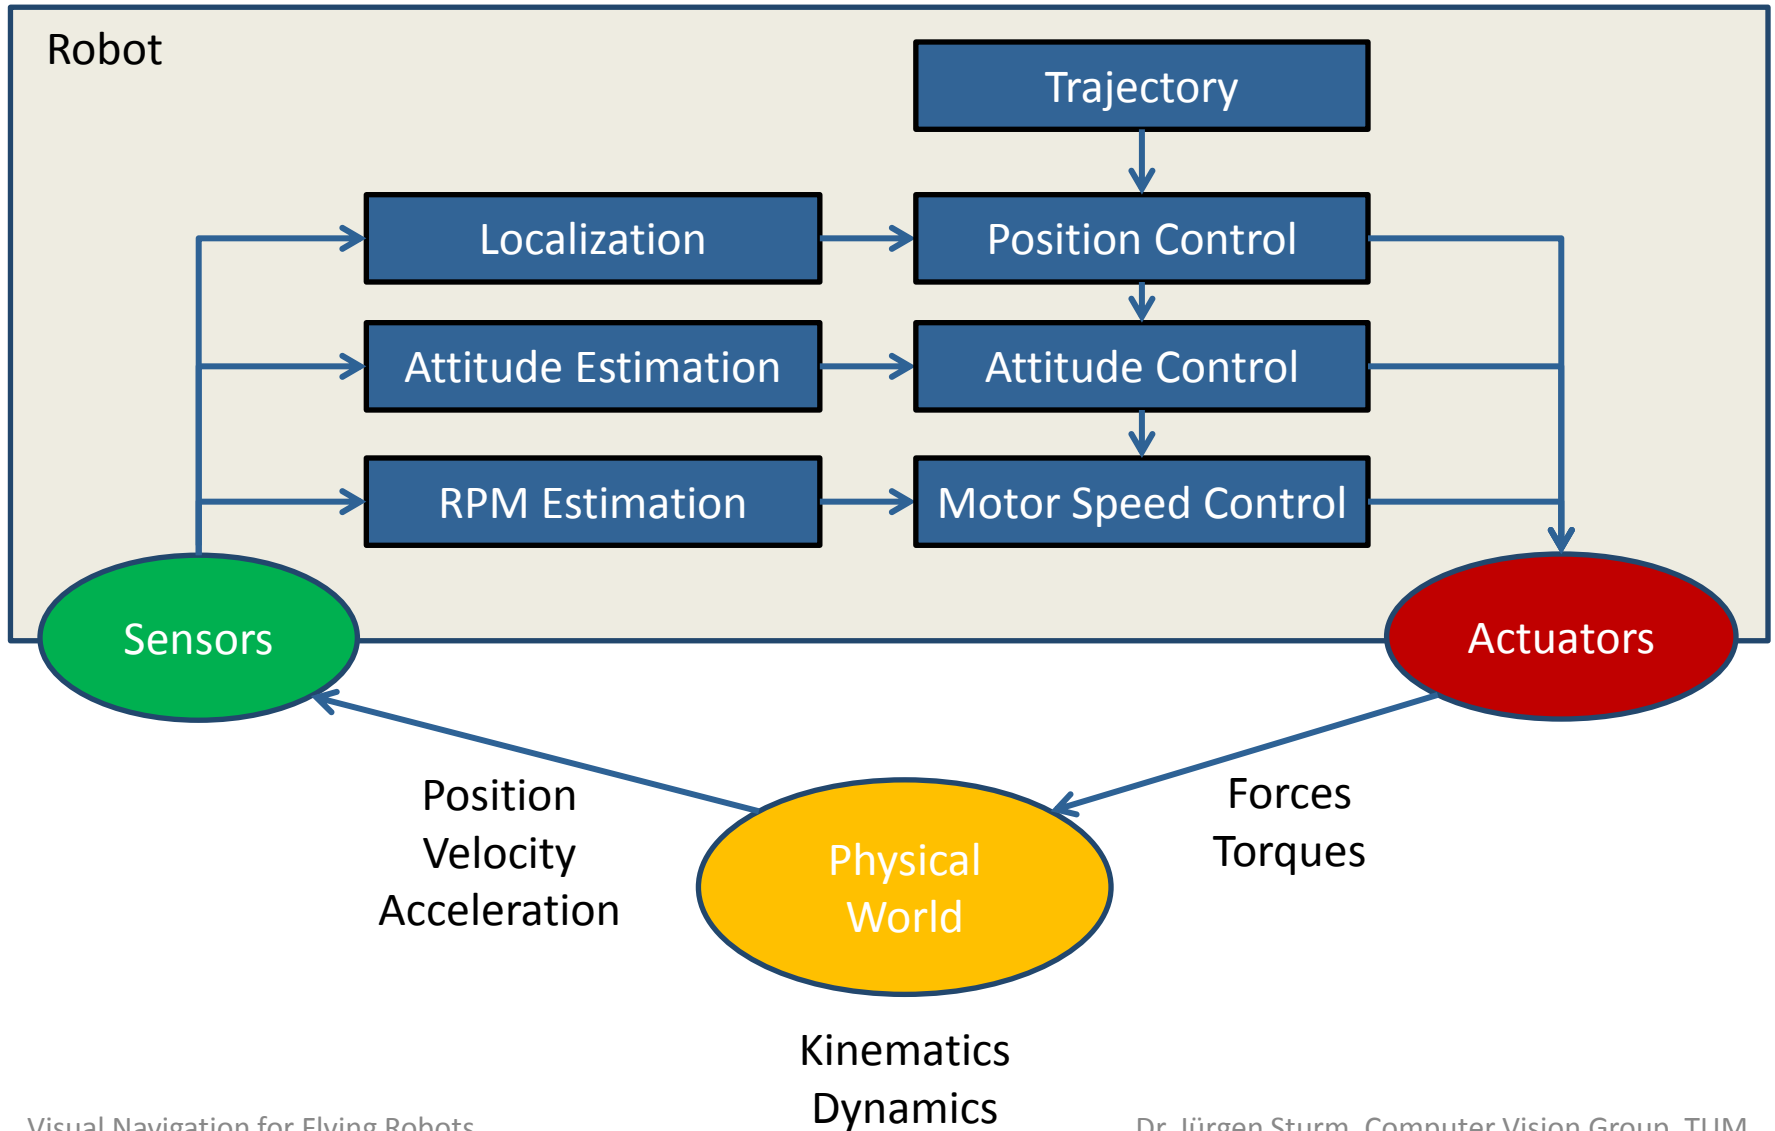 Robot
Trajectory
Localization
Position Control
Attitude Estimation
Attitude Control
RPM Estimation
Motor Speed Control
Sensors
Actuators
Position
Velocity
Acceleration
Forces
Torques
Physical
World
Kinematics
Dynamics
Visual Navigation for Flying Robots
Dr. Jürgen Sturm, Computer Vision Group, TUM